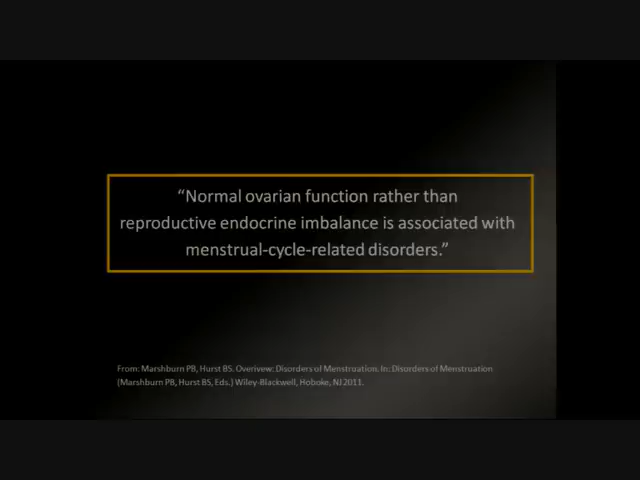 “Normal ovarian function rather than
reproductive endocrine imbalance is associated with
menstrual-cycle-related disorders.”
From: Marshburn PB, Hurst BS. Overivew: Disorders of Menstruation. In: Disorders of Menstruation
(Marshburn PB, Hurst BS, Eds.) Wiley-Blackwell, Hoboke, NJ 2011.